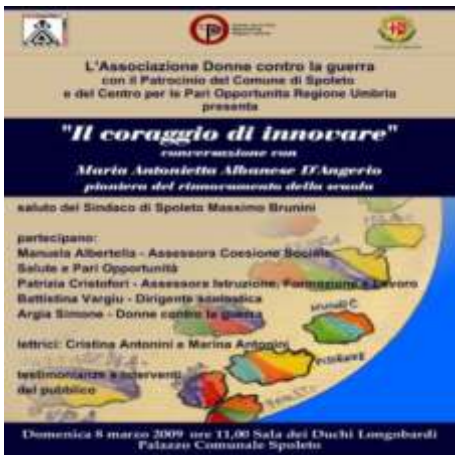 L'Associazione Donne contro la guerra
con il Patrocinio del Comune di Spoleto
e del Centro per le Pari Opportunita Regione Umbria
presenta
"Il coraggio di innovare"
conversazione con
Maria Antonietta Albanese D'Angerio
pioniera del rinnovamento della scuola
saluto del Sindaco di Spoleto Massimo Brunini
partecipano:
Manuela Albertella - Assessora Coesione Sociale
Salute e Pari Opportunità
Patrizia Cristofori - Assessora Istruzione, Formazione e Lavoro
Battistina Vargiu - Dirigente scolastica
Argia Simone - Donne contro la guerra
lettrici: Cristina Antonini e Marina Antonini
testimonianze e interventi
del pubblico
Domenica 8 marzo 2009 ore 11,00 Sala dei Duchi Longobardi
Palazzo Comunale Spoleto